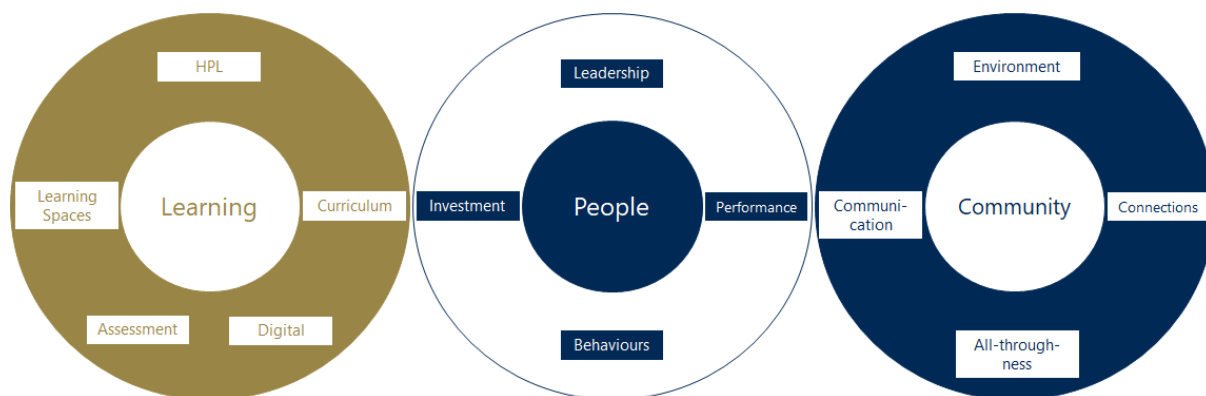 HPL
Learning
Spaces
Learning
Curriculum
Assessment
Digital
Leadership
Investment
People
Performance
Behaviours
Environment
Communi-
cation
Community
Connections
All-through-
ness